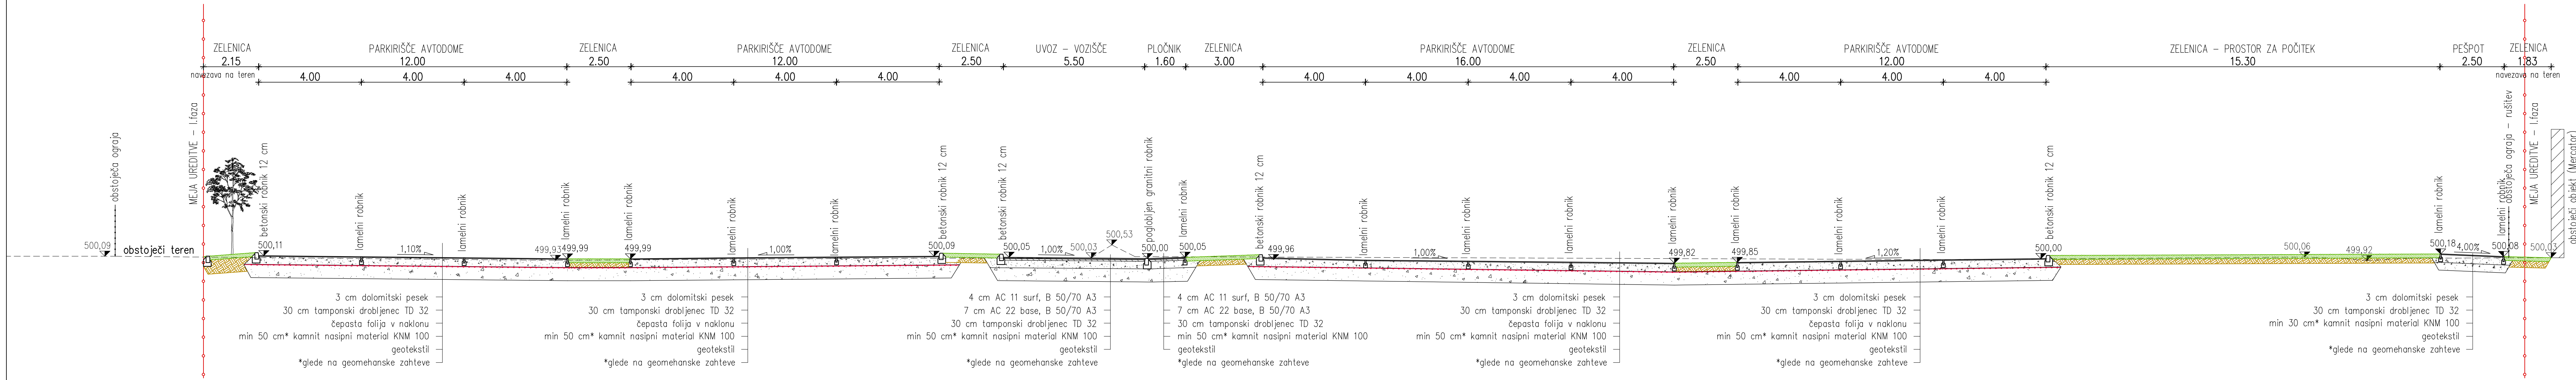 ZELENICA PARKIRIŠČE AVTODOME ZELENICA PARKIRIŠČE AVTODOME ZELENICA UVOZ – VOZIŠČE PLOČNIK ZELENICA PARKIRIŠČE AVTODOME ZELENICA PARKIRIŠČE AVTODOME ZELENICA – PROSTOR ZA POČITEK PEŠPOT ZELENICA
2.15 12.00 2.50 12.00 2.50 5.50 1.60 3.00 16.00 2.50 12.00 15.30 2.50 1.83
navezava na teren 4.00 4.00 4.00 4.00 4.00 4.00 4.00 4.00 4.00 4.00 4.00 4.00 4.00 navezava na teren
obstoječa ograja
MEJA UREDITVE – I.faza
betonski robnik 12 cm
lamelni robnik
lamelni robnik
lamelni robnik
lamelni robnik
lamelni robnik
lamelni robnik
betonski robnik 12 cm
betonski robnik 12 cm
poglobljen granitni robnik
lamelni robnik
betonski robnik 12 cm
lamelni robnik
lamelni robnik
lamelni robnik
lamelni robnik
lamelni robnik
lamelni robnik
lamelni robnik
betonski robnik 12 cm
lamelni robnik
lamelni robnik
obstoječa ograja – rušitev
MEJA UREDITVE – I.faza
obstoječi objekt (Mercator)
500,09 obstoječi teren 500,11 1,10% 499,93 499,99 499,99 1,00% 500,09 500,05 1,00% 500,03 500,53 500,00 500,05 499,96 1,00% 499,82 499,85 1,20% 500,00 500,06 499,92 500,18 4,00% 500,08 500,03
3 cm dolomitski pesek
30 cm tamponski drobljenec TD 32
čepasta folija v naklonu
min 50 cm* kamnit nasipni material KNM 100
geotekstil
*glede na geomehanske zahteve
3 cm dolomitski pesek
30 cm tamponski drobljenec TD 32
čepasta folija v naklonu
min 50 cm* kamnit nasipni material KNM 100
geotekstil
*glede na geomehanske zahteve
4 cm AC 11 surf, B 50/70 A3
7 cm AC 22 base, B 50/70 A3
30 cm tamponski drobljenec TD 32
min 50 cm* kamnit nasipni material KNM 100
geotekstil
*glede na geomehanske zahteve
4 cm AC 11 surf, B 50/70 A3
7 cm AC 22 base, B 50/70 A3
30 cm tamponski drobljenec TD 32
min 50 cm* kamnit nasipni material KNM 100
geotekstil
*glede na geomehanske zahteve
3 cm dolomitski pesek
30 cm tamponski drobljenec TD 32
čepasta folija v naklonu
min 50 cm* kamnit nasipni material KNM 100
geotekstil
*glede na geomehanske zahteve
3 cm dolomitski pesek
30 cm tamponski drobljenec TD 32
čepasta folija v naklonu
min 50 cm* kamnit nasipni material KNM 100
geotekstil
*glede na geomehanske zahteve
3 cm dolomitski pesek
30 cm tamponski drobljenec TD 32
min 30 cm* kamnit nasipni material KNM 100
geotekstil
*glede na geomehanske zahteve